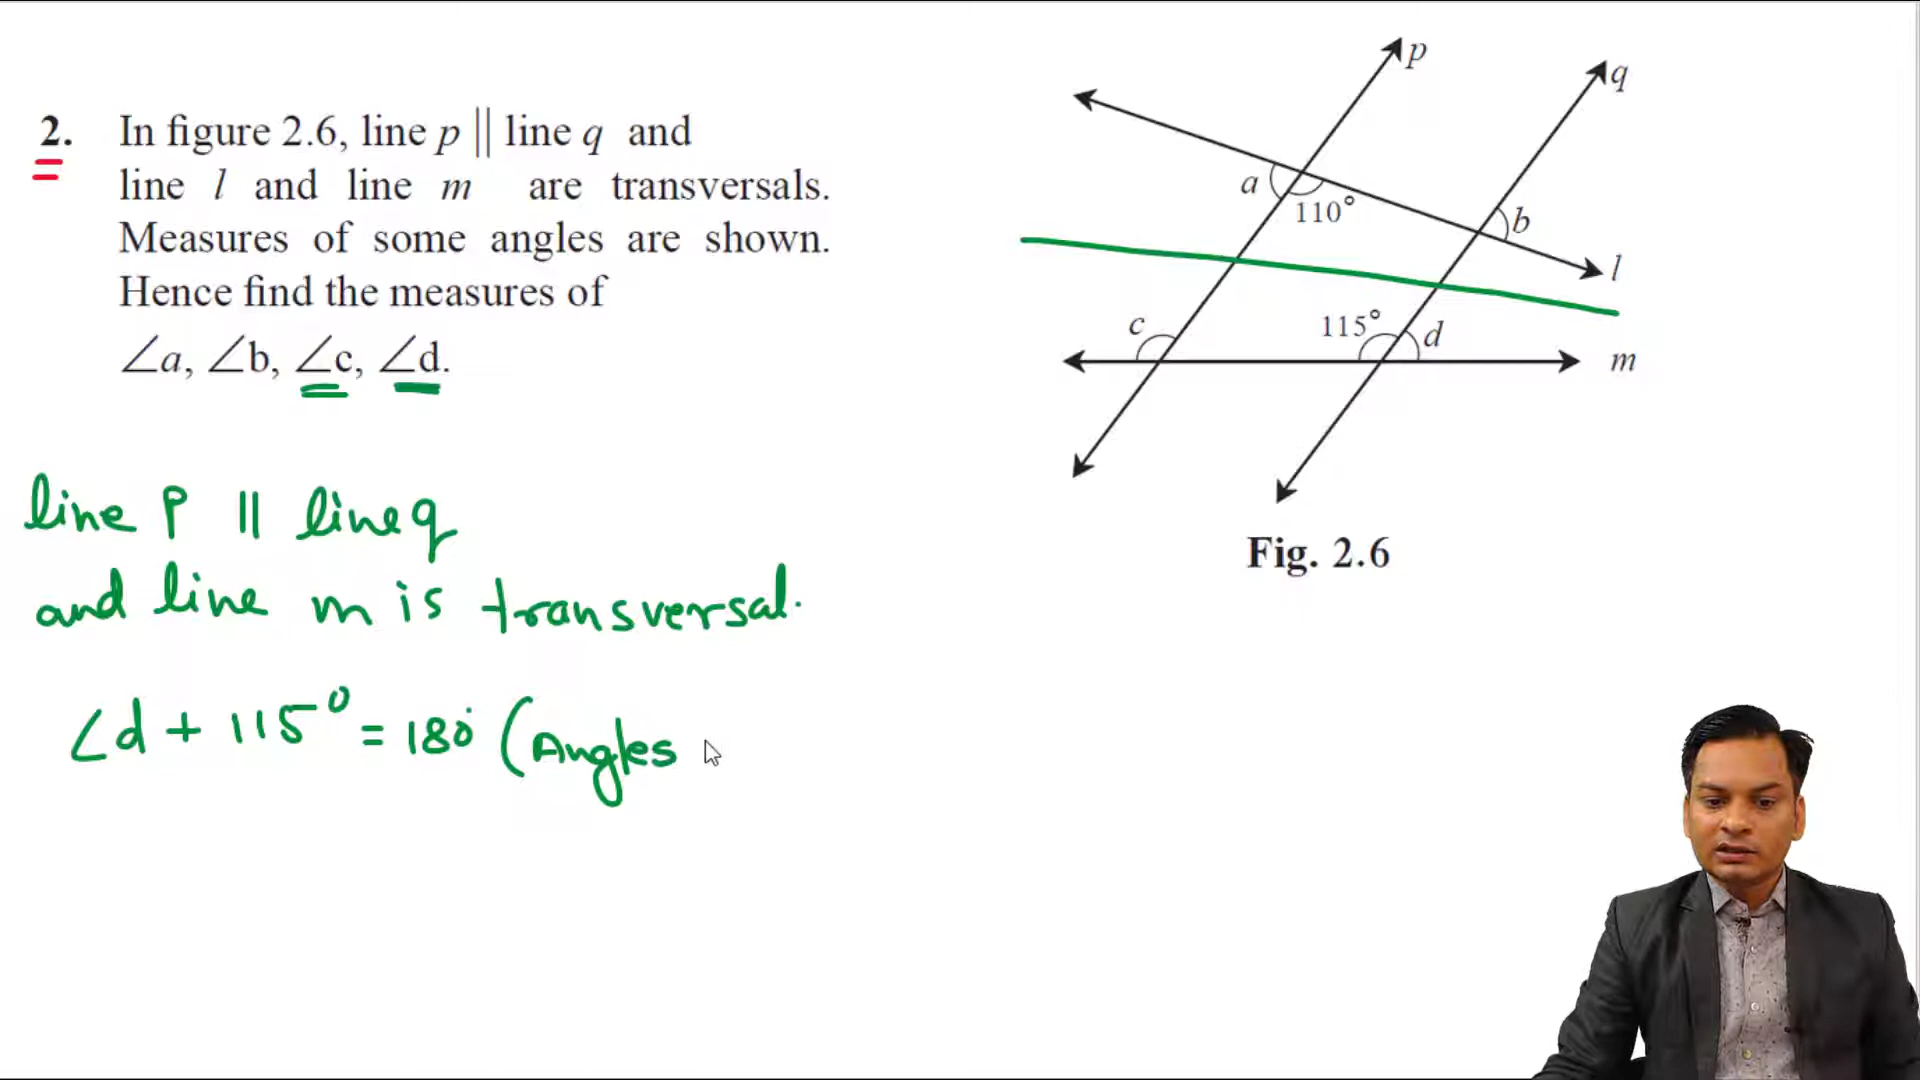 2. In figure 2.6, line p || line q and
line l and line m are transversals.
Measures of some angles are shown.
Hence find the measures of
∠a, ∠b, ∠c, ∠d.
p
q
a
110°
b
l
c
115°
d
m
Fig. 2.6
line P || line q
and line m is transversal.
∠d + 115° = 180° (Angles